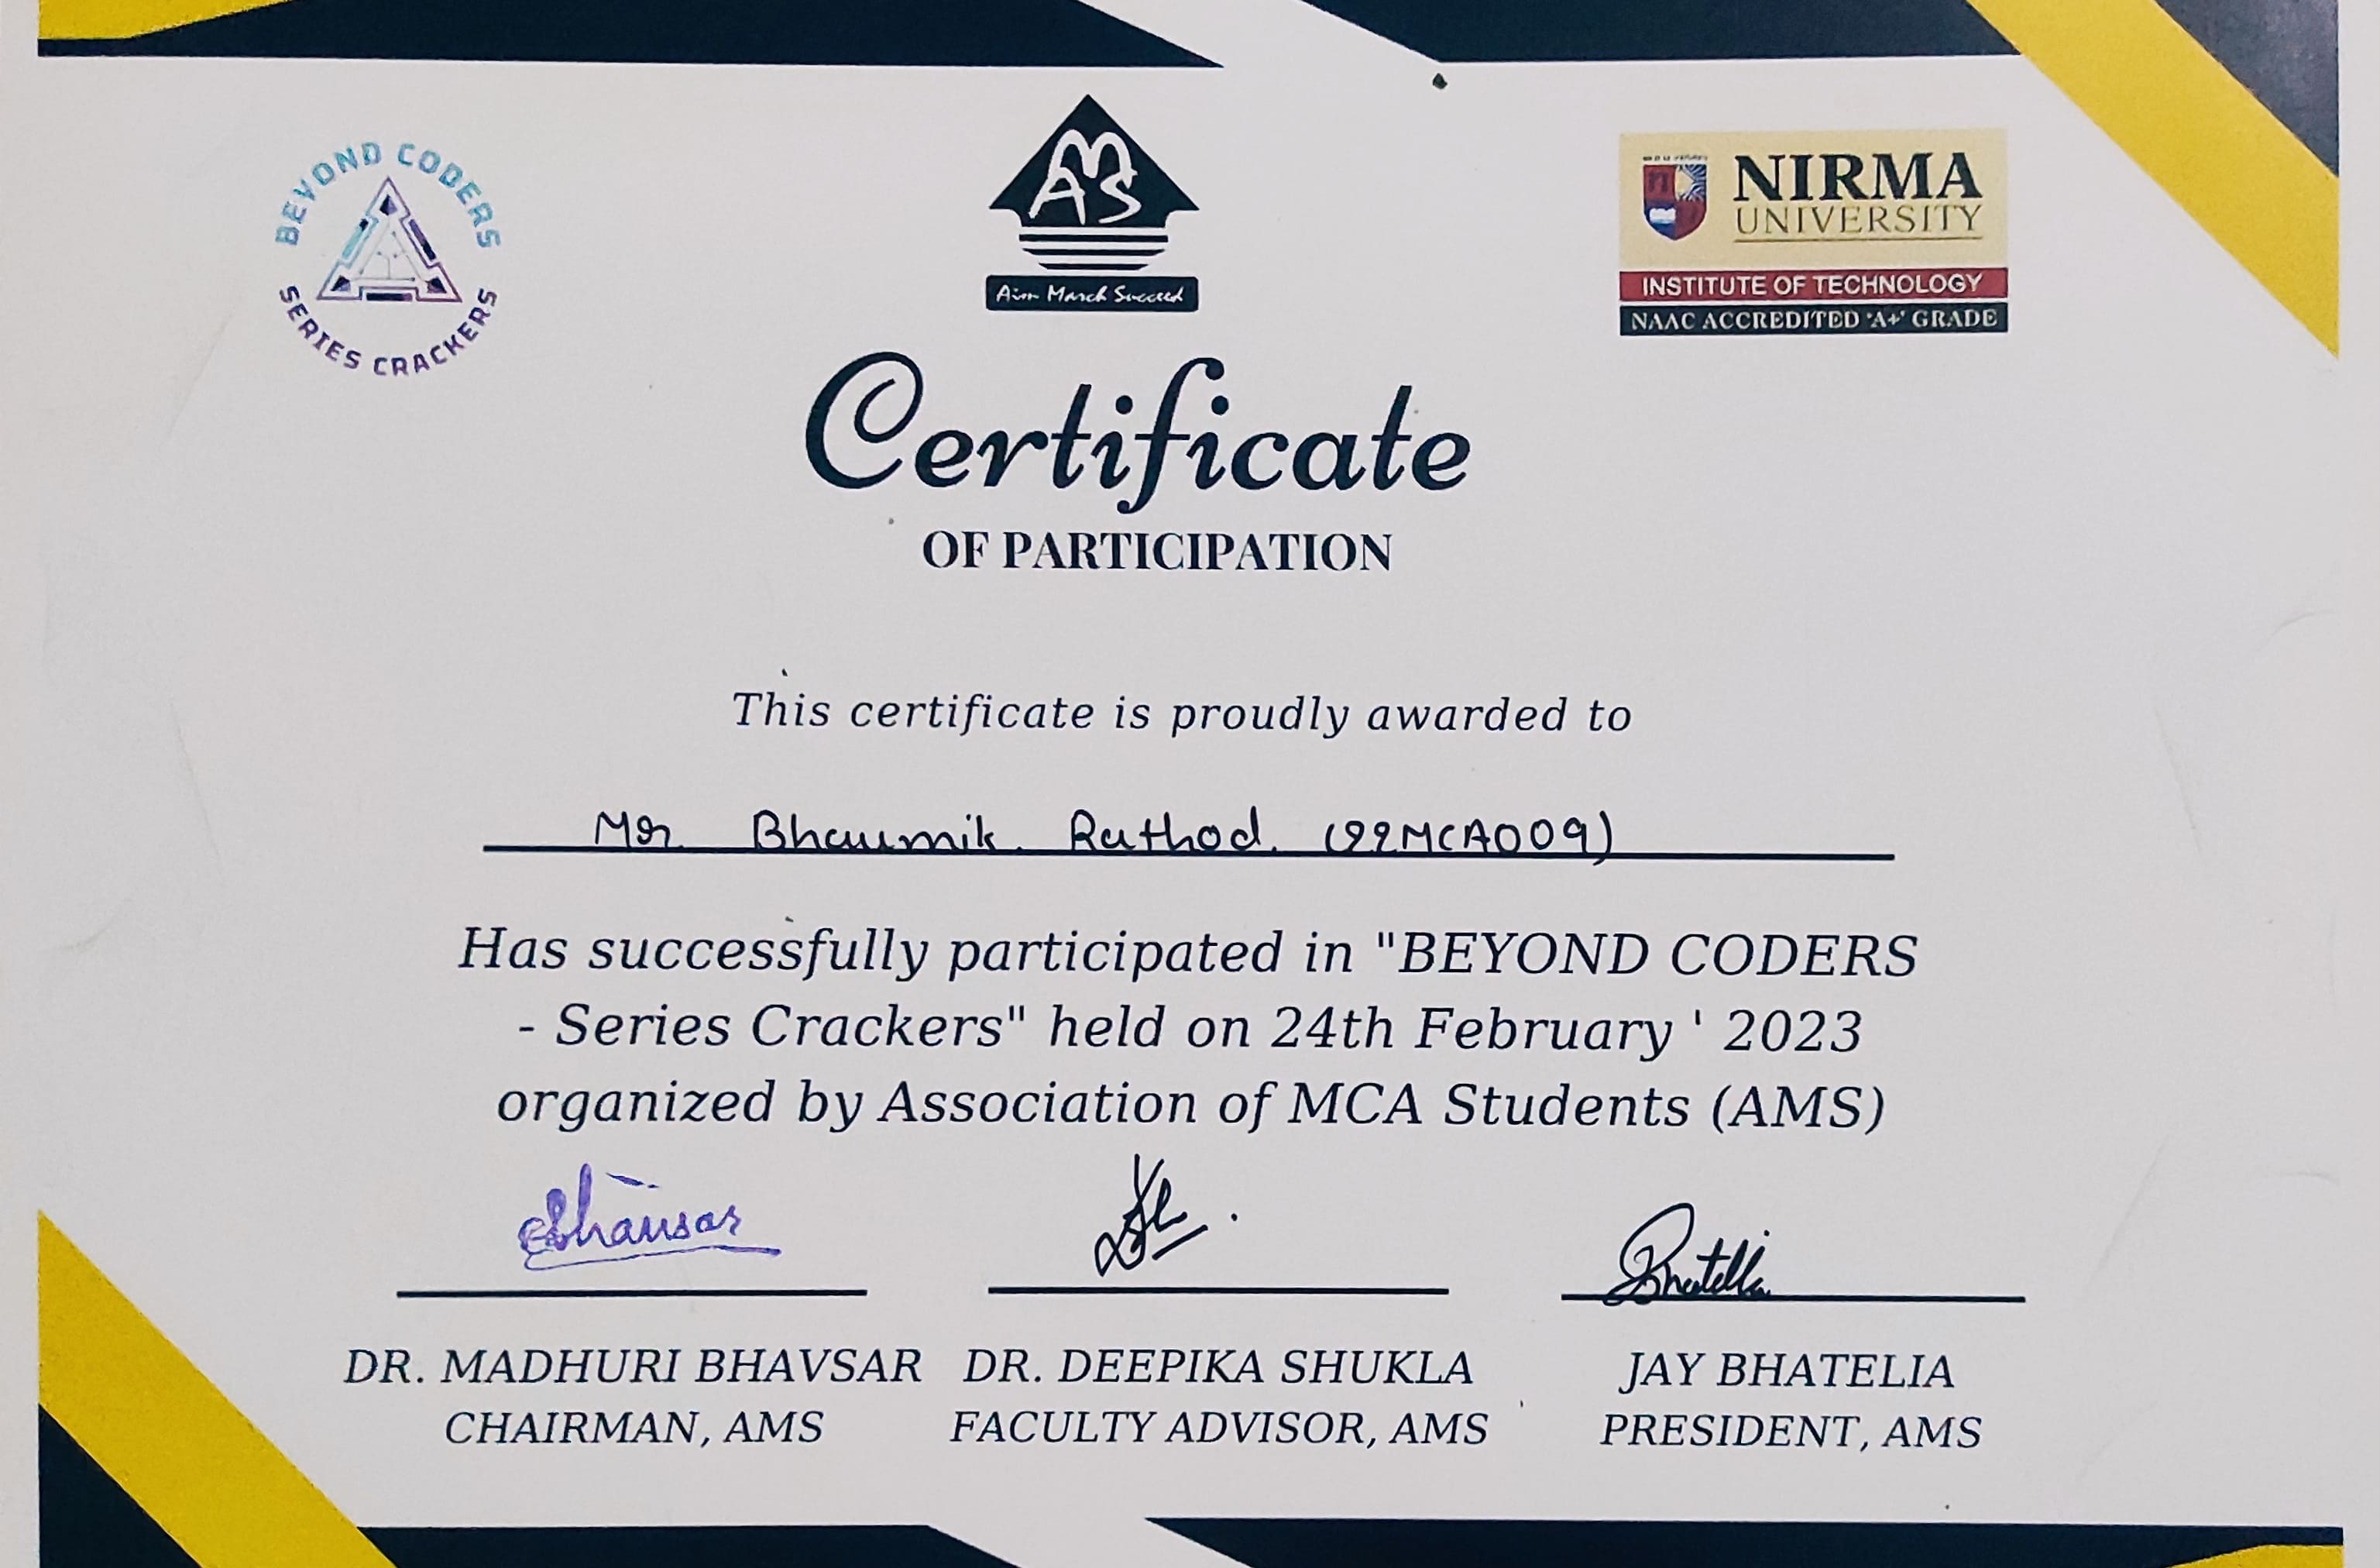 BEYOND CODERS
SERIES CRACKERS
AMS
Aim March Succeed
NIRMA
UNIVERSITY
INSTITUTE OF TECHNOLOGY
NAAC ACCREDITED 'A+' GRADE
Certificate
OF PARTICIPATION
This certificate is proudly awarded to
Mr. Bhaumik Rathod. (22MCA009)
Has successfully participated in "BEYOND CODERS
- Series Crackers" held on 24th February ' 2023
organized by Association of MCA Students (AMS)
Bhavsar
Bhatelia
DR. MADHURI BHAVSAR DR. DEEPIKA SHUKLA JAY BHATELIA
CHAIRMAN, AMS FACULTY ADVISOR, AMS PRESIDENT, AMS